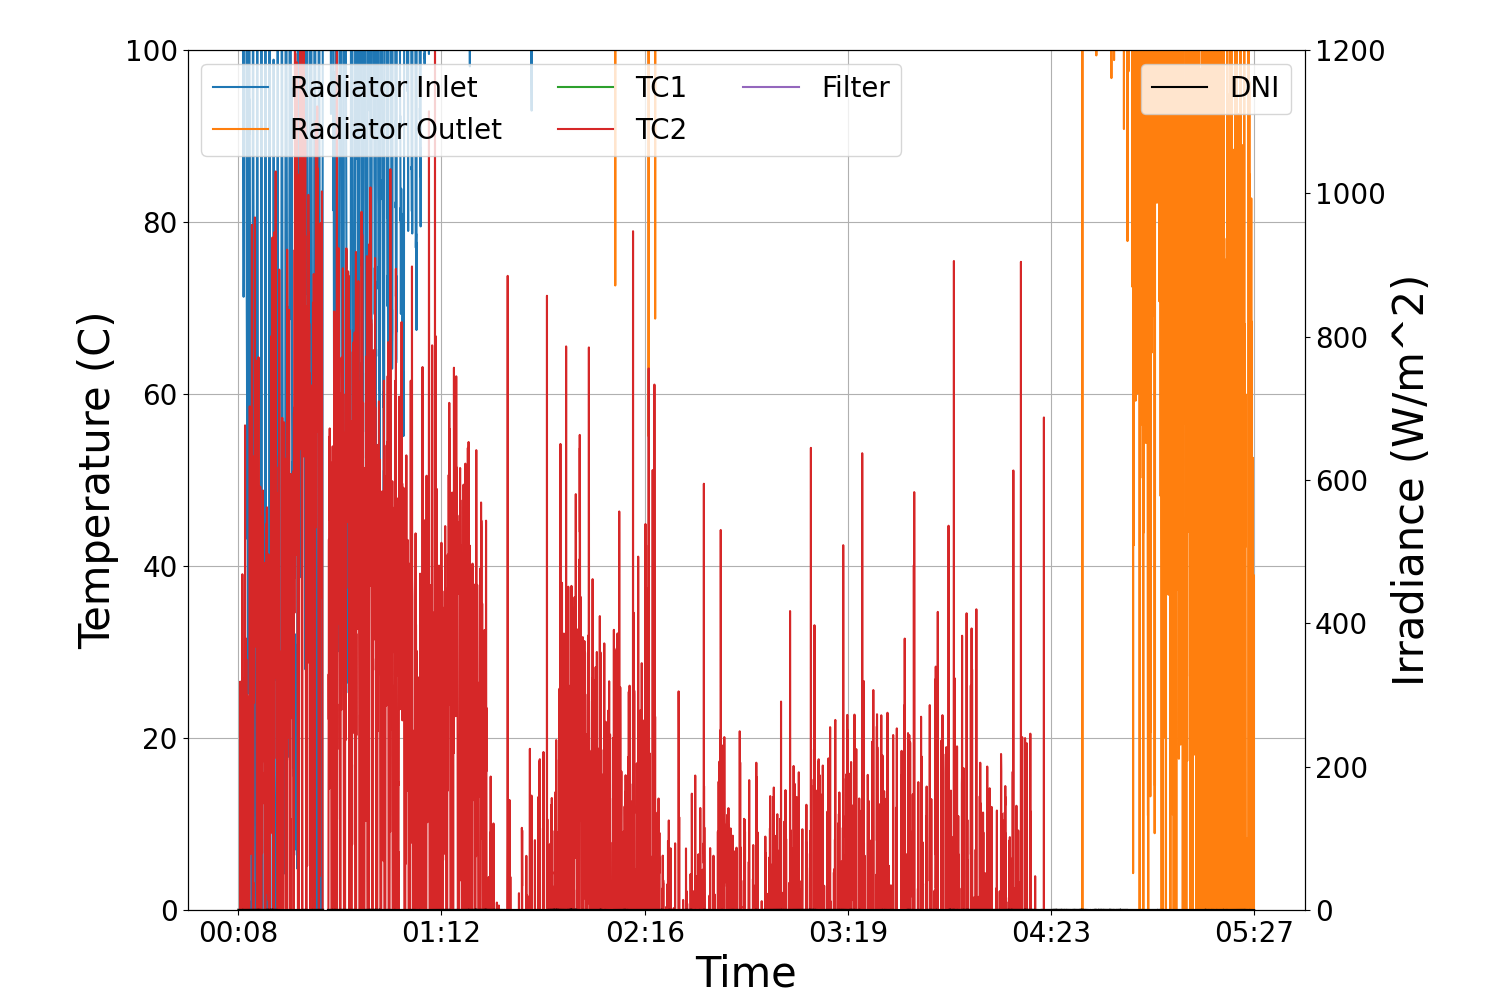 100
80
60
40
20
0
Temperature (C)
Radiator Inlet
Radiator Outlet
TC1
TC2
Filter
DNI
1200
1000
800
600
400
200
0
Irradiance (W/m^2)
00:08
01:12
02:16
03:19
04:23
05:27
Time